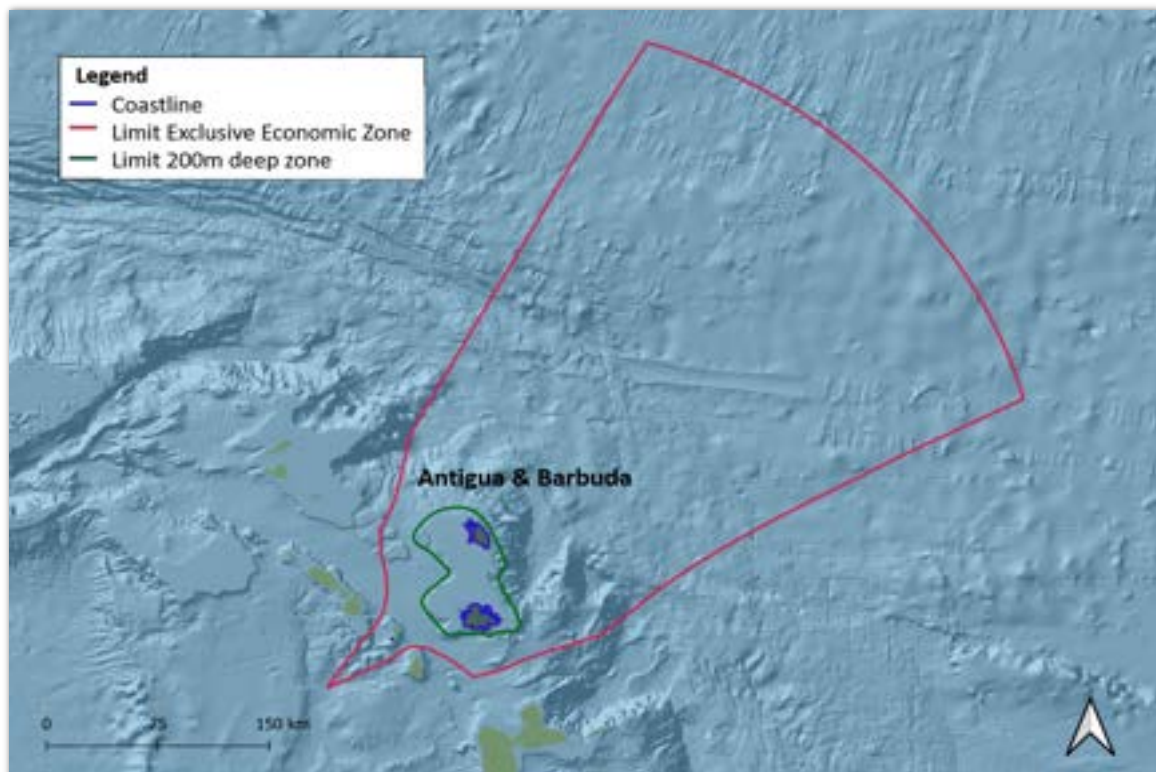 Legend
Coastline
Limit Exclusive Economic Zone
Limit 200m deep zone
Antigua & Barbuda
0 75 150 km